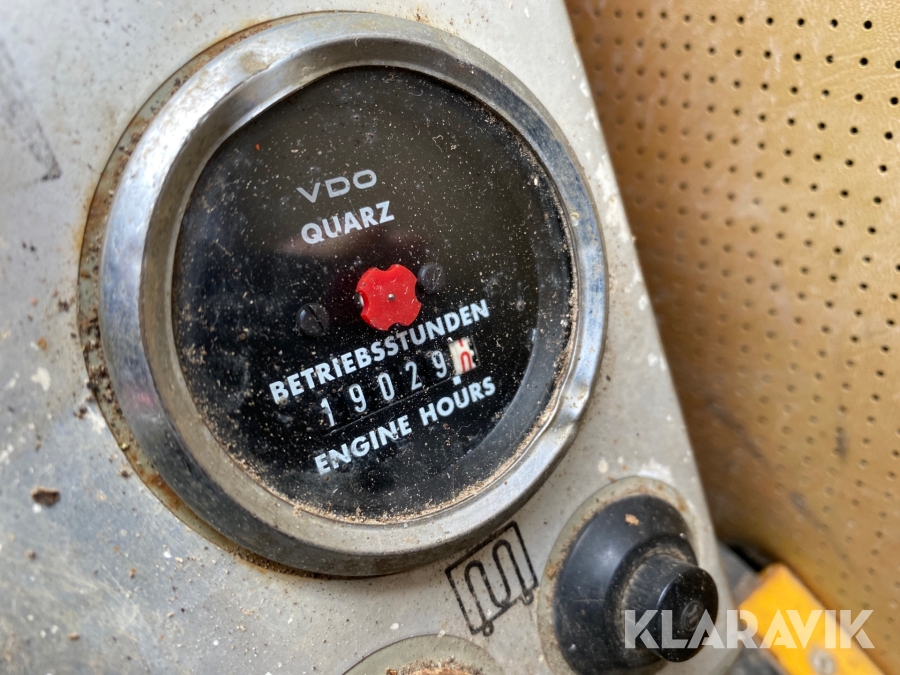 VDO
QUARZ
BETRIEBSSTUNDEN
19029
ENGINE HOURS
KLARAVIK